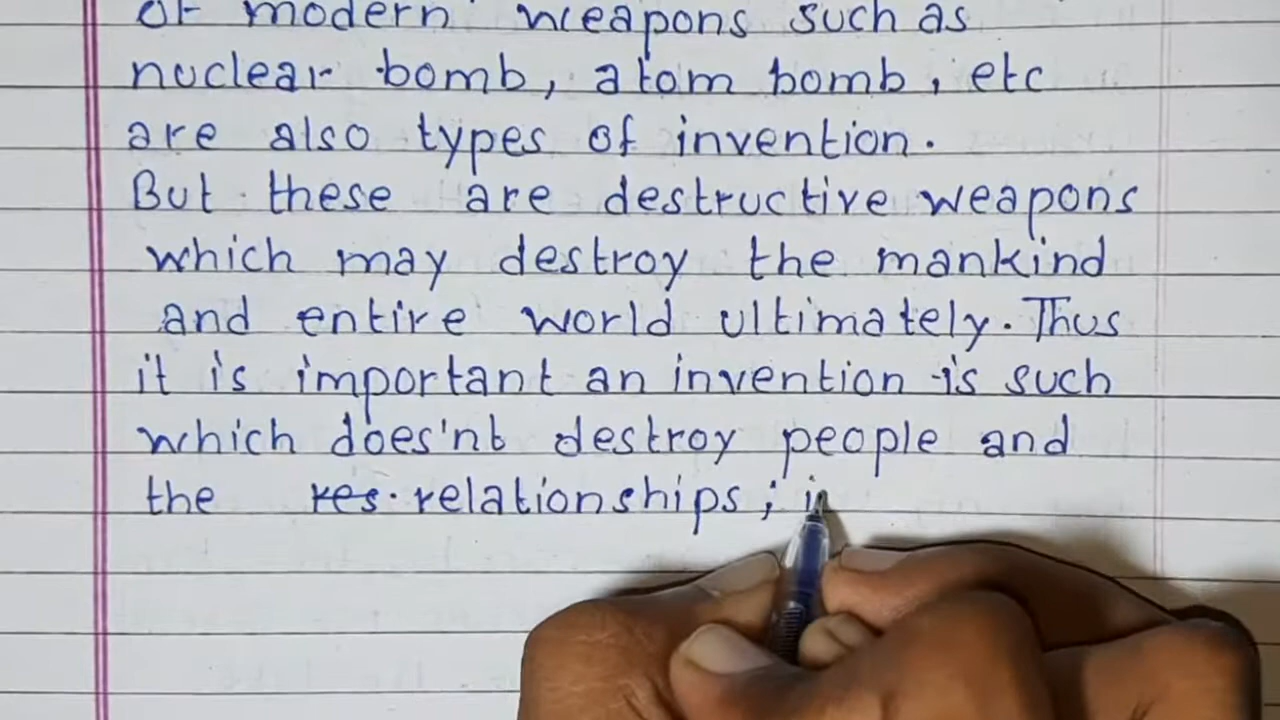 of modern weapons such as
nuclear bomb, atom bomb, etc
are also types of invention.
But these are destructive weapons
which may destroy the mankind
and entire world ultimately. Thus
it is important an invention is such
which does'nt destroy people and
the res. relationships; i